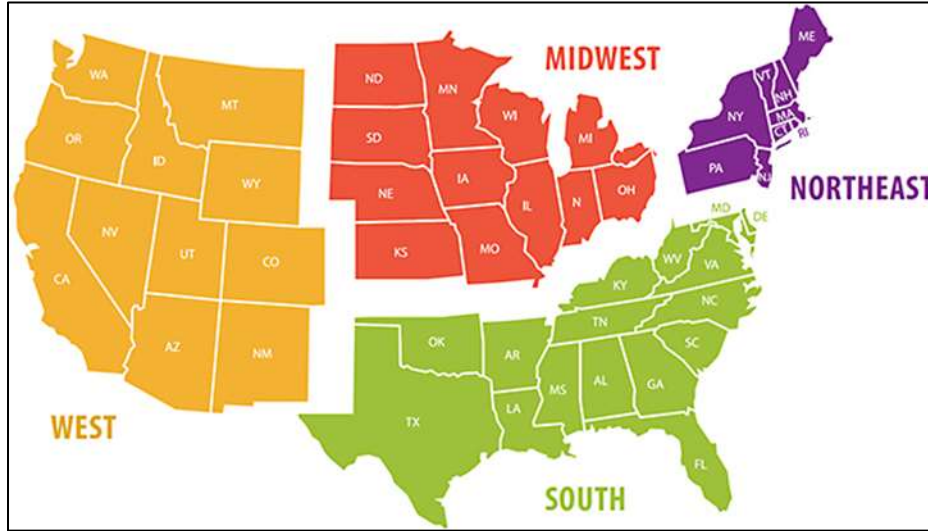 WEST
WA
MT
OR
ID
WY
NV
UT
CO
CA
AZ
NM
MIDWEST
ND
MN
SD
WI
MI
NE
IA
IL
N
OH
KS
MO
NORTHEAST
ME
VT
NH
NY
MA
CT
RI
PA
NJ
SOUTH
MD
DE
WV
VA
KY
NC
TN
OK
AR
SC
MS
AL
GA
LA
TX
FL